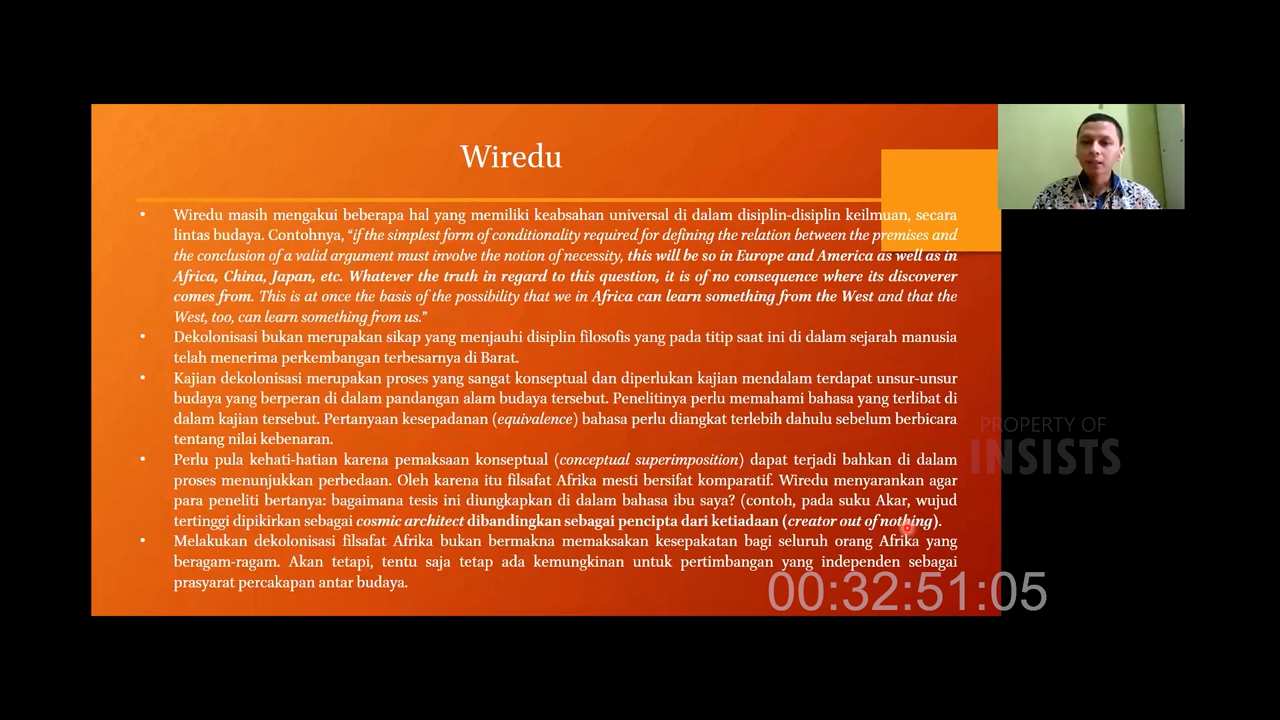 Wiredu
• Wiredu masih mengakui beberapa hal yang memiliki keabsahan universal di dalam disiplin-disiplin keilmuan, secara
lintas budaya. Contohnya, “if the simplest form of conditionality required for defining the relation between the premises and
the conclusion of a valid argument must involve the notion of necessity, this will be so in Europe and America as well as in
Africa, China, Japan, etc. Whatever the truth in regard to this question, it is of no consequence where its discoverer
comes from. This is at once the basis of the possibility that we in Africa can learn something from the West and that the
West, too, can learn something from us.”
• Dekolonisasi bukan merupakan sikap yang menjauhi disiplin filosofis yang pada titip saat ini di dalam sejarah manusia
telah menerima perkembangan terbesarnya di Barat.
• Kajian dekolonisasi merupakan proses yang sangat konseptual dan diperlukan kajian mendalam terdapat unsur-unsur
budaya yang berperan di dalam pandangan alam budaya tersebut. Penelitinya perlu memahami bahasa yang terlibat di
dalam kajian tersebut. Pertanyaan kesepadanan (equivalence) bahasa perlu diangkat terlebih dahulu sebelum berbicara
tentang nilai kebenaran.
• Perlu pula kehati-hatian karena pemaksaan konseptual (conceptual superimposition) dapat terjadi bahkan di dalam
proses menunjukkan perbedaan. Oleh karena itu filsafat Afrika mesti bersifat komparatif. Wiredu menyarankan agar
para peneliti bertanya: bagaimana tesis ini diungkapkan di dalam bahasa ibu saya? (contoh, pada suku Akar, wujud
tertinggi dipikirkan sebagai cosmic architect dibandingkan sebagai pencipta dari ketiadaan (creator out of nothing).
• Melakukan dekolonisasi filsafat Afrika bukan bermakna memaksakan kesepakatan bagi seluruh orang Afrika yang
beragam-ragam. Akan tetapi, tentu saja tetap ada kemungkinan untuk pertimbangan yang independen sebagai
prasyarat percakapan antar budaya.
PROPERTY OF
INSISTS
00:32:51:05